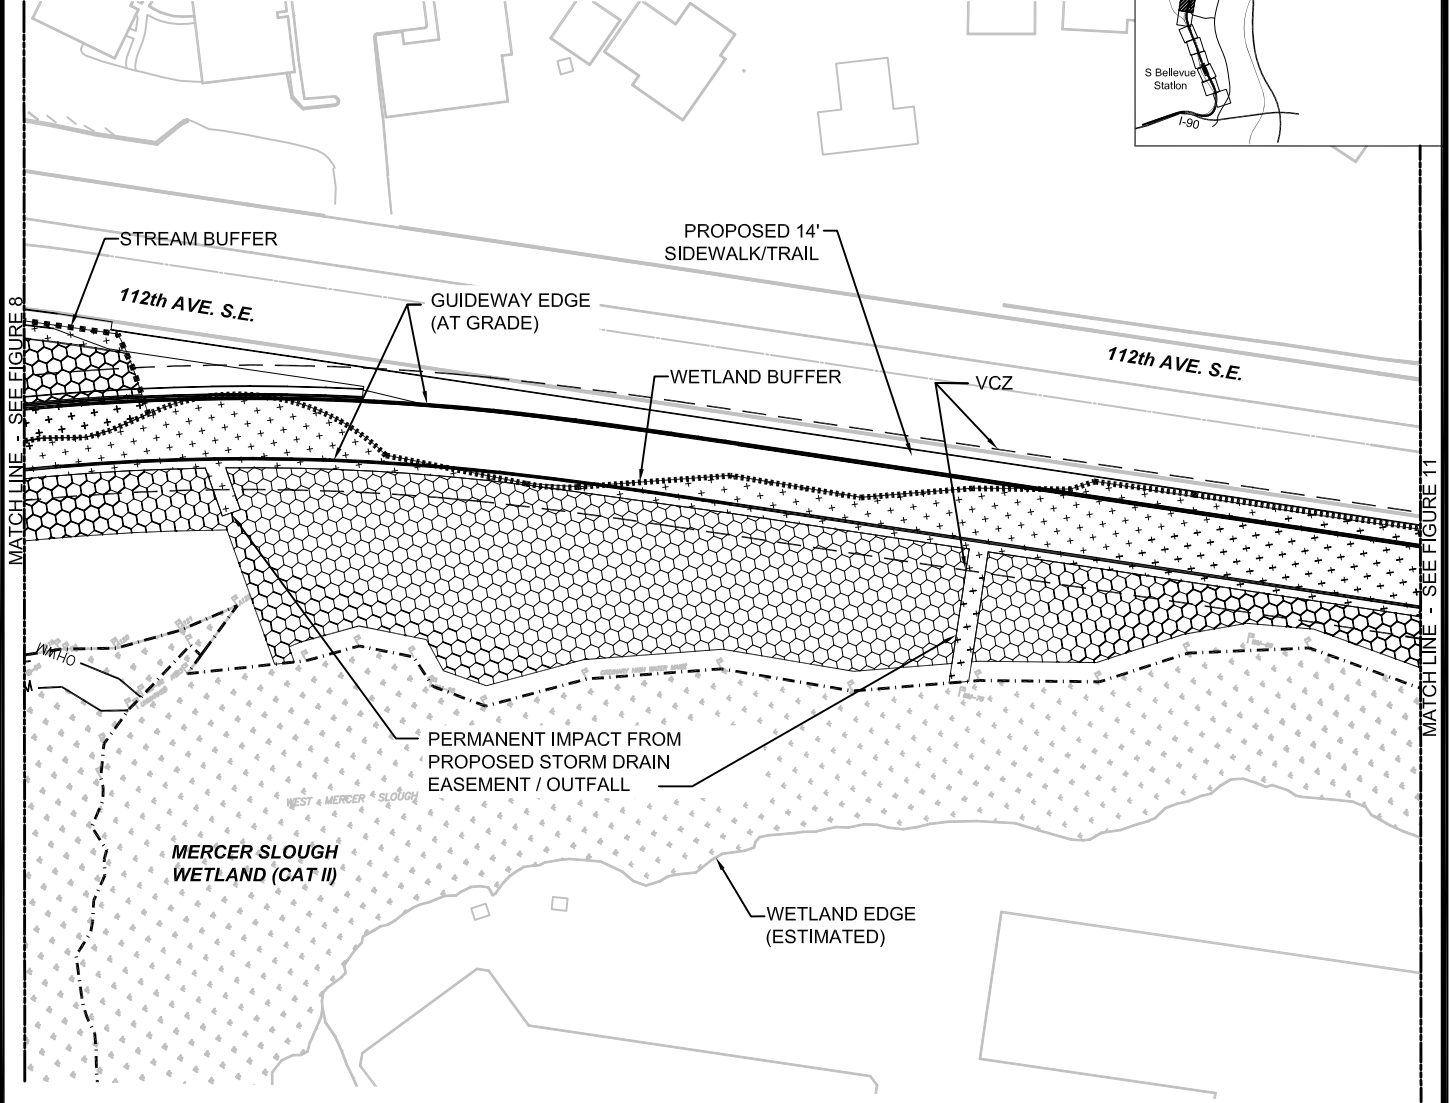 S Bellevue
Station
I-90
STREAM BUFFER
PROPOSED 14'
SIDEWALK/TRAIL
112th AVE. S.E.
GUIDEWAY EDGE
(AT GRADE)
112th AVE. S.E.
WETLAND BUFFER
VCZ
MATCH LINE - SEE FIGURE 8
MATCH LINE - SEE FIGURE 11
OHWM
PERMANENT IMPACT FROM
PROPOSED STORM DRAIN
EASEMENT / OUTFALL
WEST MERCER SLOUGH
MERCER SLOUGH
WETLAND (CAT II)
WETLAND EDGE
(ESTIMATED)